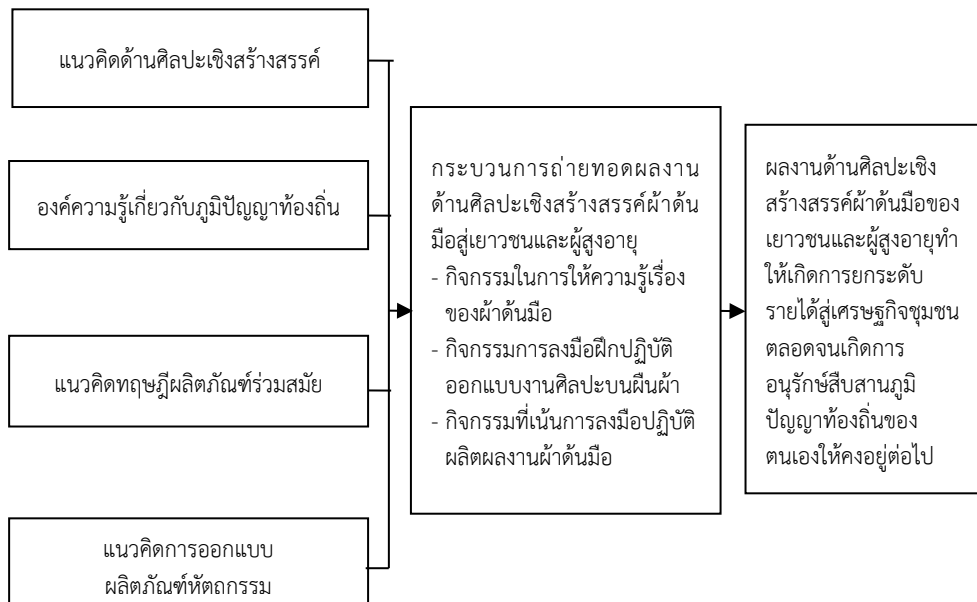 แนวคิดด้านศิลปะเชิงสร้างสรรค์
องค์ความรู้เกี่ยวกับภูมิปัญญาท้องถิ่น
แนวคิดทฤษฎีผลิตภัณฑ์ร่วมสมัย
แนวคิดการออกแบบ
ผลิตภัณฑ์หัตถกรรม
กระบวนการถ่ายทอดผลงาน
ด้านศิลปะเชิงสร้างสรรค์ผ้าด้น
มือสู่เยาวชนและผู้สูงอายุ
- กิจกรรมในการให้ความรู้เรื่อง
ของผ้าด้นมือ
- กิจกรรมการลงมือฝึกปฏิบัติ
ออกแบบงานศิลปะบนผืนผ้า
- กิจกรรมที่เน้นการลงมือปฏิบัติ
ผลิตผลงานผ้าด้นมือ
ผลงานด้านศิลปะเชิง
สร้างสรรค์ผ้าด้นมือของ
เยาวชนและผู้สูงอายุทำ
ให้เกิดการยกระดับ
รายได้สู่เศรษฐกิจชุมชน
ตลอดจนเกิดการ
อนุรักษ์สืบสานภูมิ
ปัญญาท้องถิ่นของ
ตนเองให้คงอยู่ต่อไป